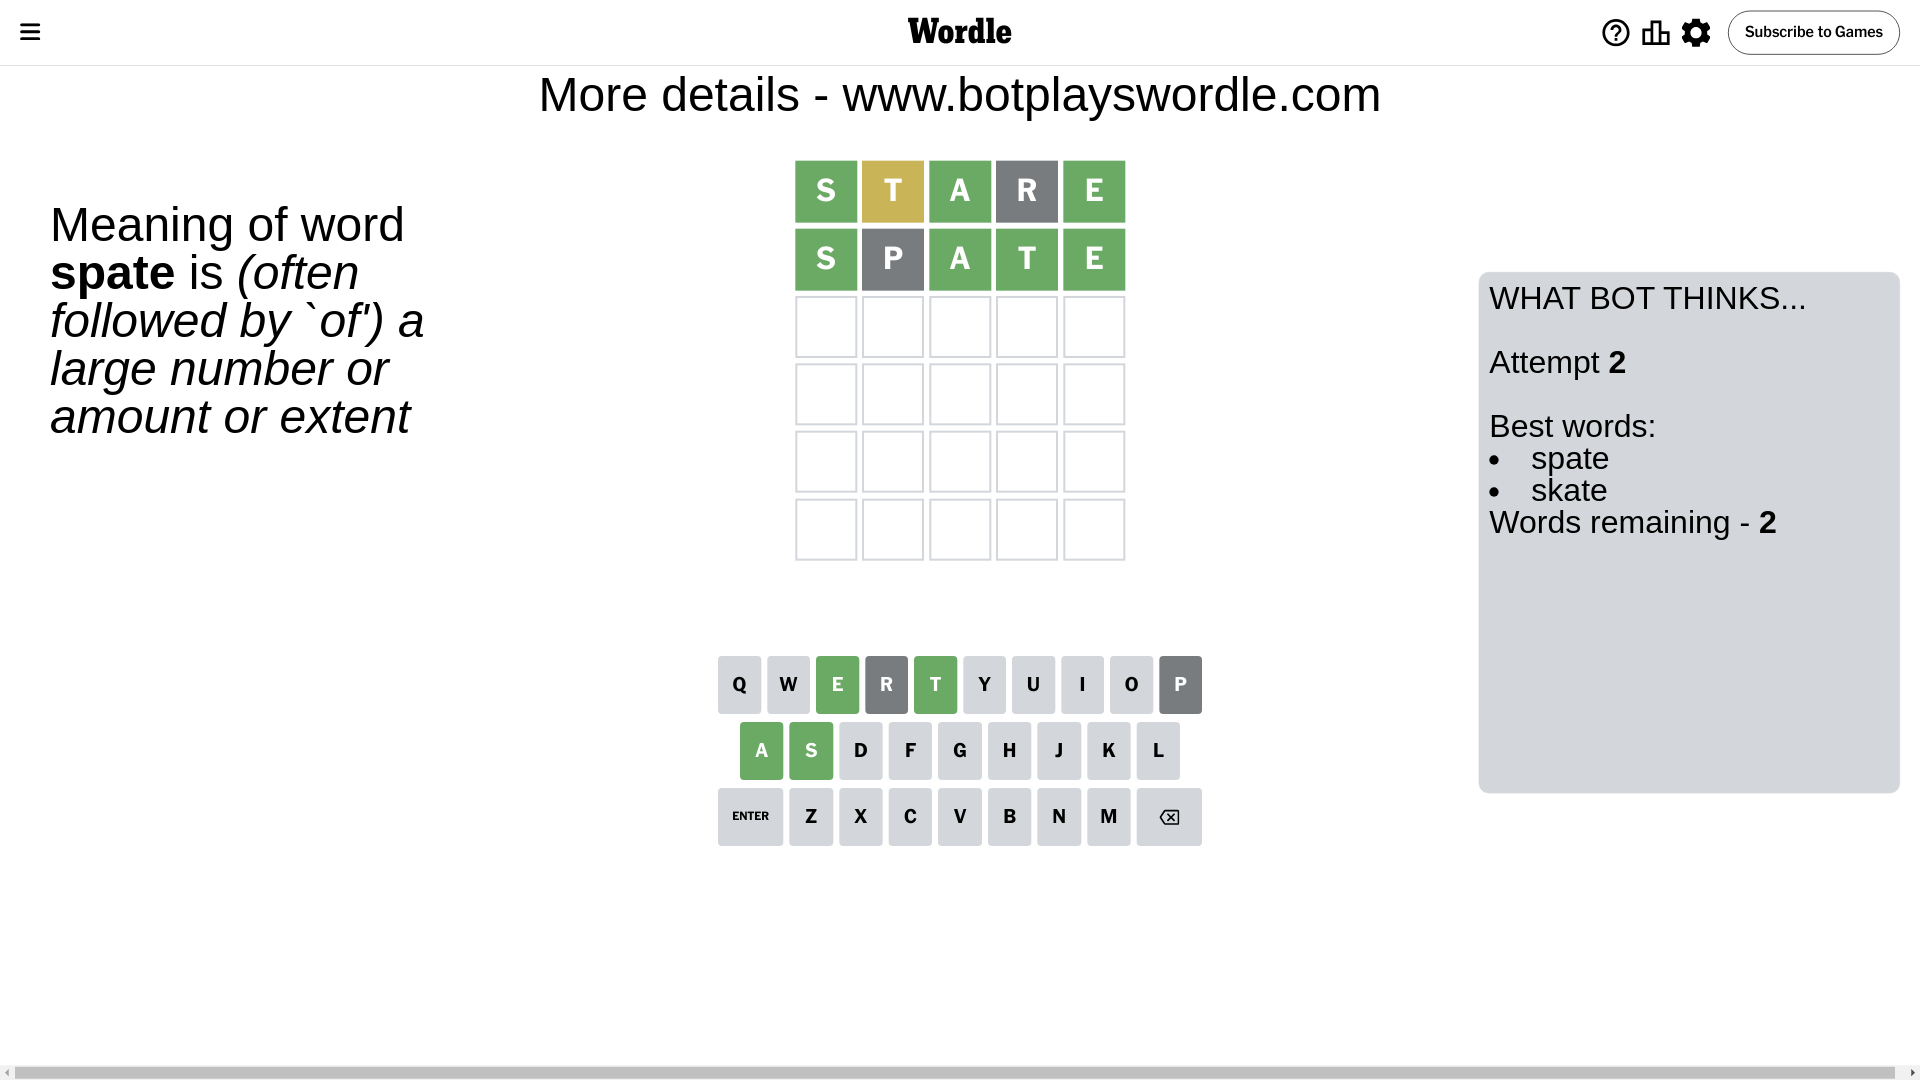 Wordle
Subscribe to Games
More details - www.botplayswordle.com
Meaning of word
spate is (often
followed by `of') a
large number or
amount or extent
S T A R E
S P A T E
WHAT BOT THINKS...
Attempt 2
Best words:
• spate
• skate
Words remaining - 2
Q W E R T Y U I O P
A S D F G H J K L
ENTER Z X C V B N M